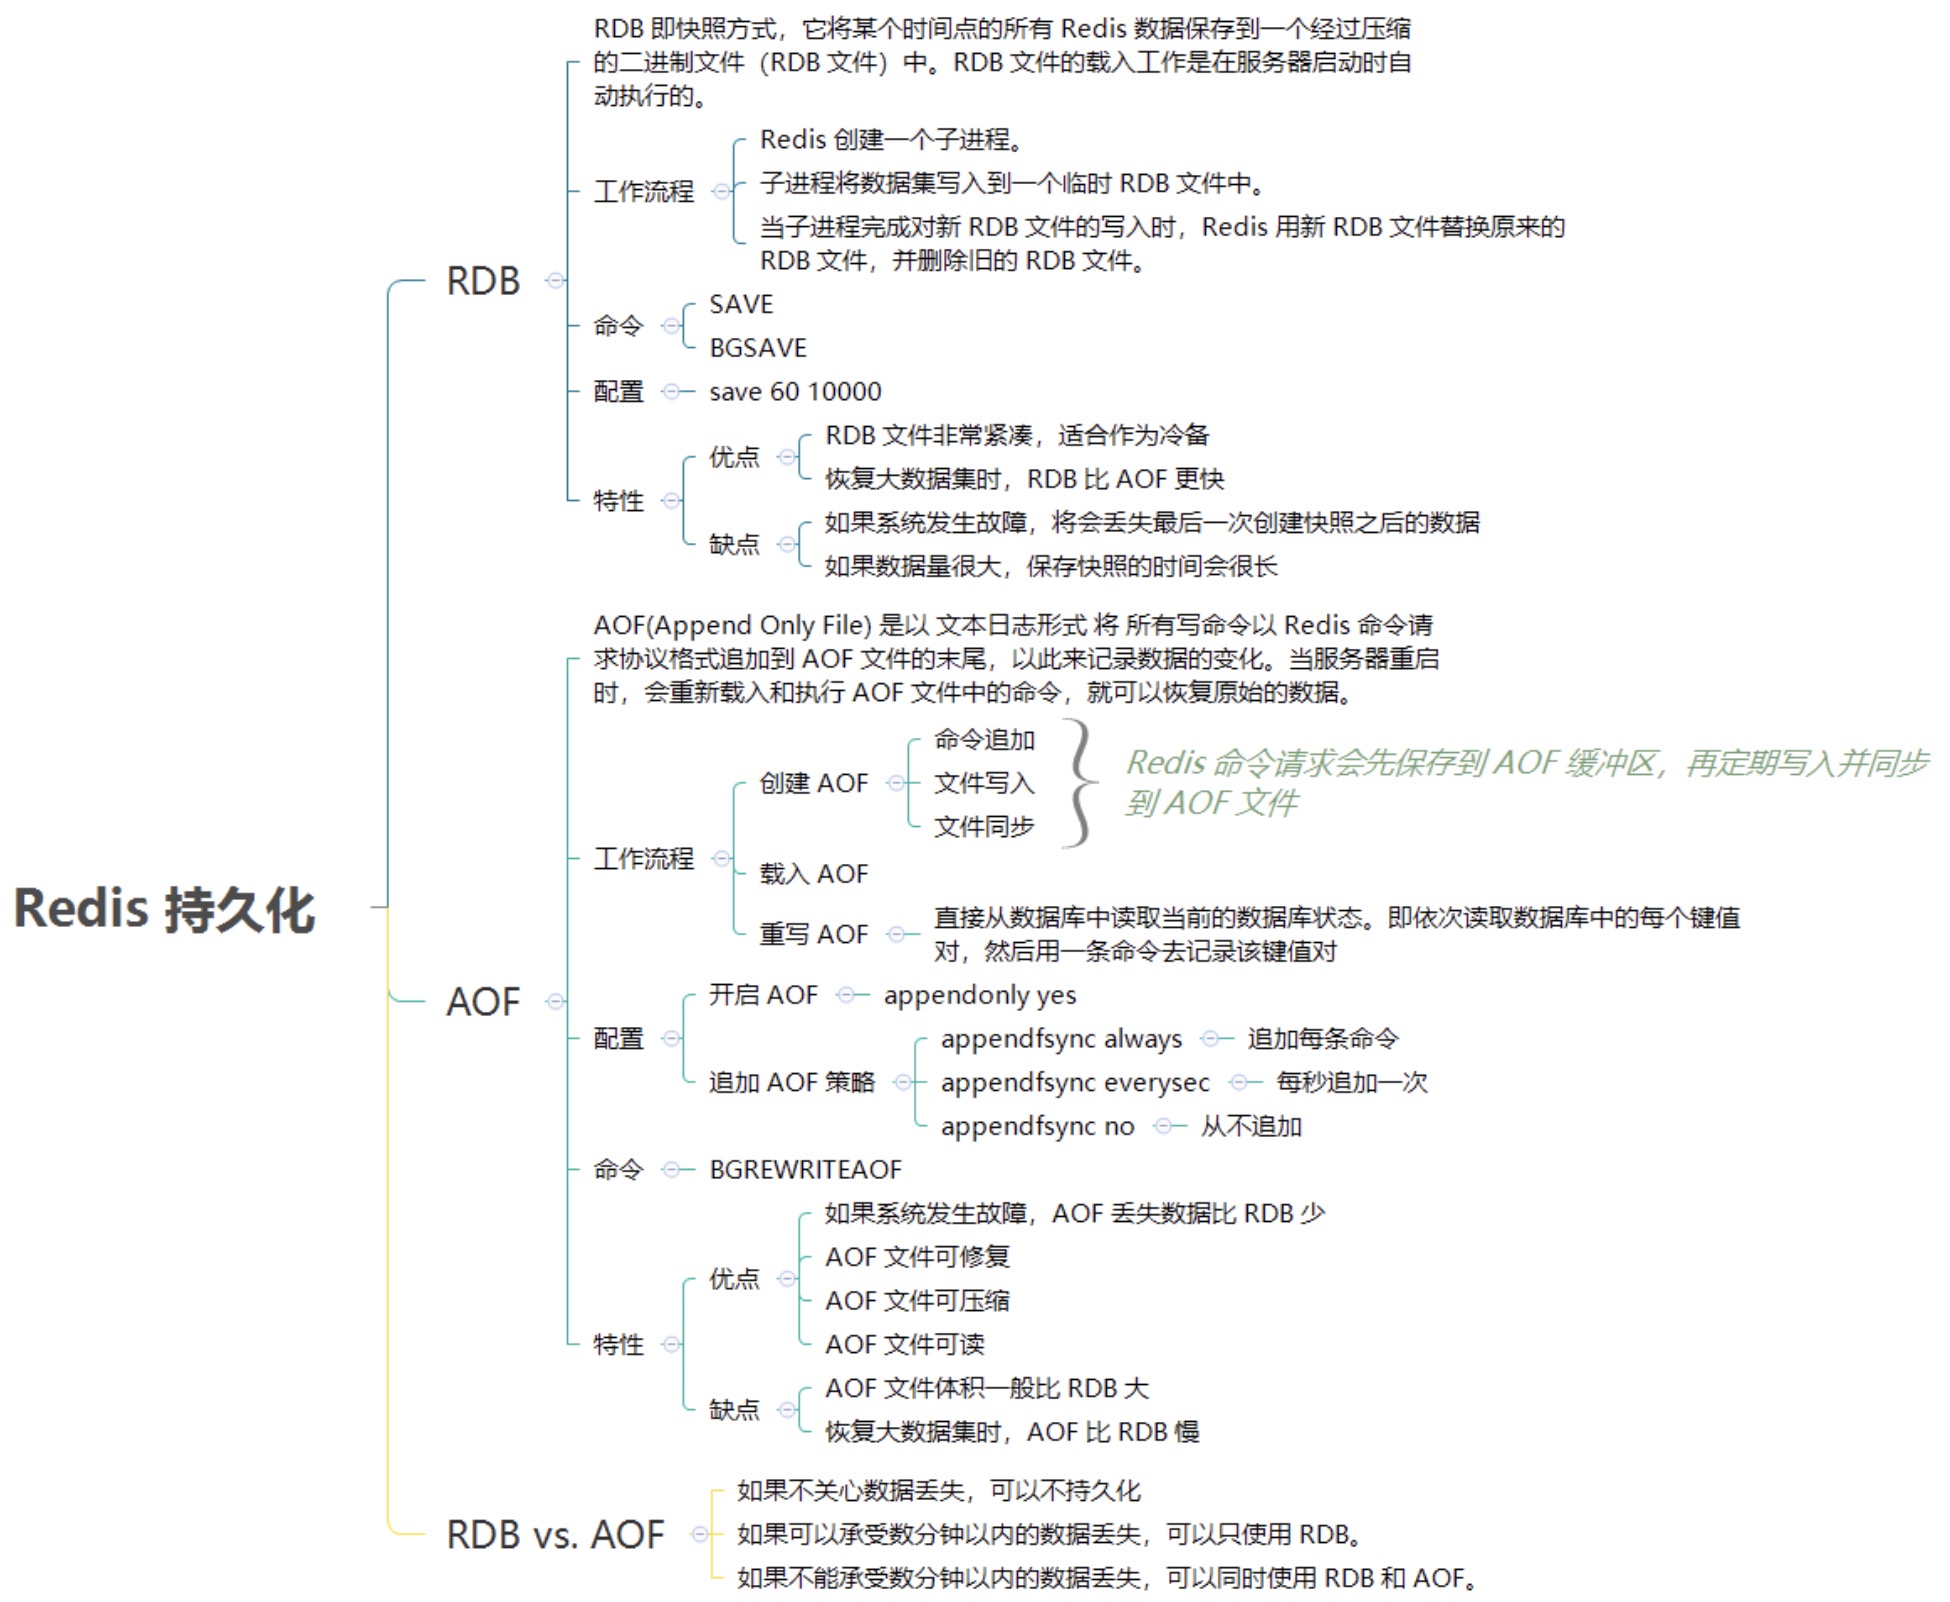 RDB 即快照方式，它将某个时间点的所有 Redis 数据保存到一个经过压缩
的二进制文件（RDB 文件）中。RDB 文件的载入工作是在服务器启动时自
动执行的。
Redis 创建一个子进程。
工作流程
子进程将数据集写入到一个临时 RDB 文件中。
当子进程完成对新 RDB 文件的写入时，Redis 用新 RDB 文件替换原来的
RDB 文件，并删除旧的 RDB 文件。
RDB
SAVE
命令
BGSAVE
配置
save 60 10000
RDB 文件非常紧凑，适合作为冷备
优点
恢复大数据集时，RDB 比 AOF 更快
特性
如果系统发生故障，将会丢失最后一次创建快照之后的数据
缺点
如果数据量很大，保存快照的时间会很长
AOF(Append Only File) 是以 文本日志形式 将 所有写命令以 Redis 命令请
求协议格式追加到 AOF 文件的末尾，以此来记录数据的变化。当服务器重启
时，会重新载入和执行 AOF 文件中的命令，就可以恢复原始的数据。
命令追加
创建 AOF
文件写入
文件同步
Redis 命令请求会先保存到 AOF 缓冲区，再定期写入并同步
到 AOF 文件
工作流程
载入 AOF
重写 AOF
直接从数据库中读取当前的数据库状态。即依次读取数据库中的每个键值
对，然后用一条命令去记录该键值对
Redis 持久化
AOF
开启 AOF
appendonly yes
配置
appendfsync always
追加每条命令
追加 AOF 策略
appendfsync everysec
每秒追加一次
appendfsync no
从不追加
命令
BGREWRITEAOF
如果系统发生故障，AOF 丢失数据比 RDB 少
AOF 文件可修复
优点
AOF 文件可压缩
AOF 文件可读
特性
AOF 文件体积一般比 RDB 大
缺点
恢复大数据集时，AOF 比 RDB 慢
如果不关心数据丢失，可以不持久化
RDB vs. AOF
如果可以承受数分钟以内的数据丢失，可以只使用 RDB。
如果不能承受数分钟以内的数据丢失，可以同时使用 RDB 和 AOF。